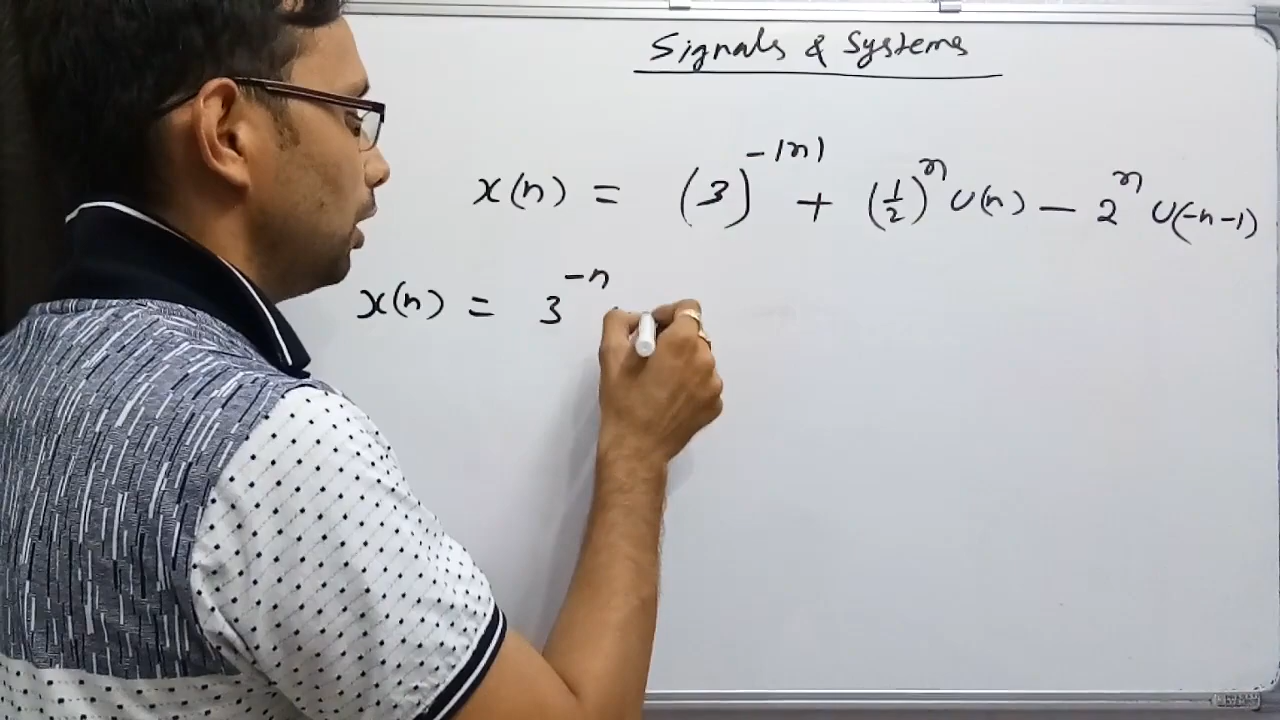 Signals & Systems
x(n) = (3)^{-|n|} + (1/2)^n U(n) - 2^n U(-n-1)
x(n) = 3^{-n}